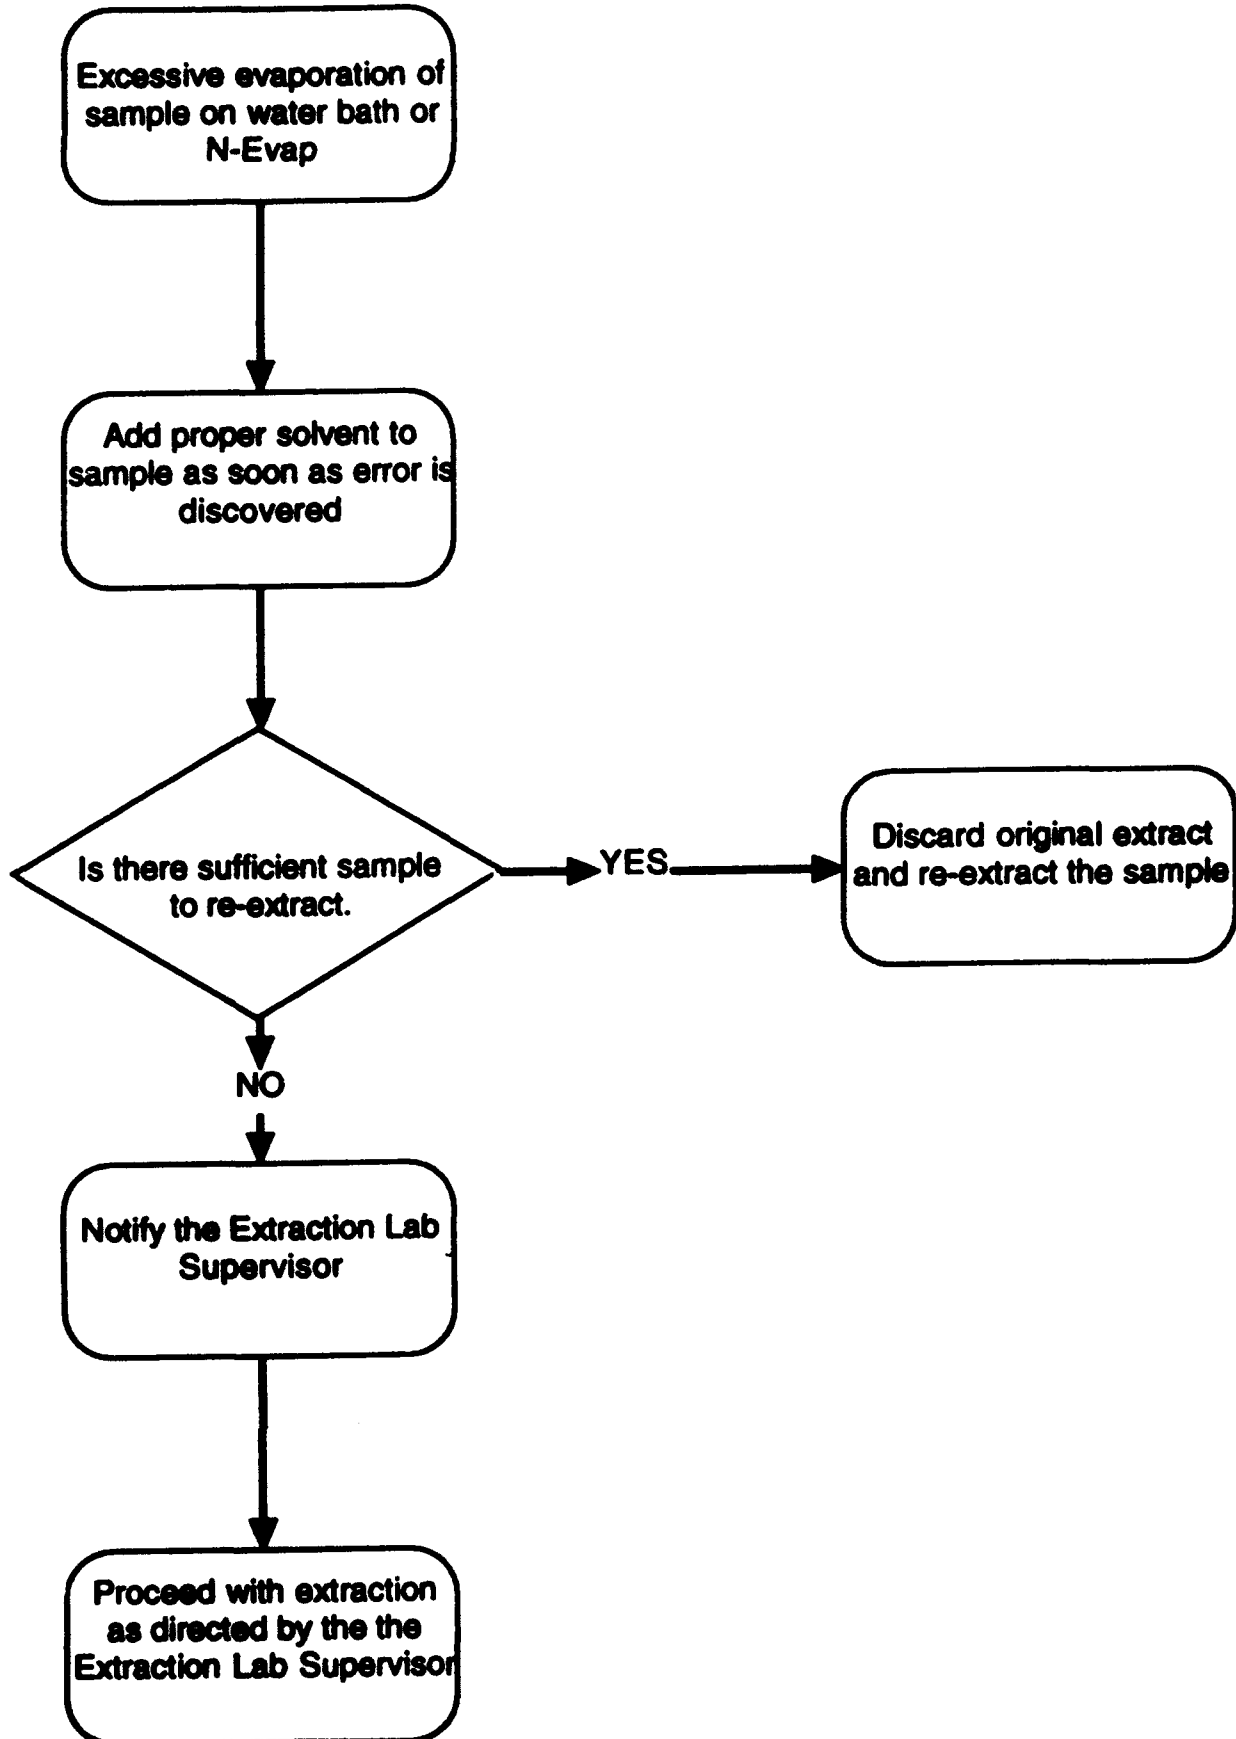 Excessive evaporation of
sample on water bath or
N-Evap
Add proper solvent to
sample as soon as error is
discovered
Is there sufficient sample
to re-extract.
YES
Discard original extract
and re-extract the sample
NO
Notify the Extraction Lab
Supervisor
Proceed with extraction
as directed by the the
Extraction Lab Supervisor